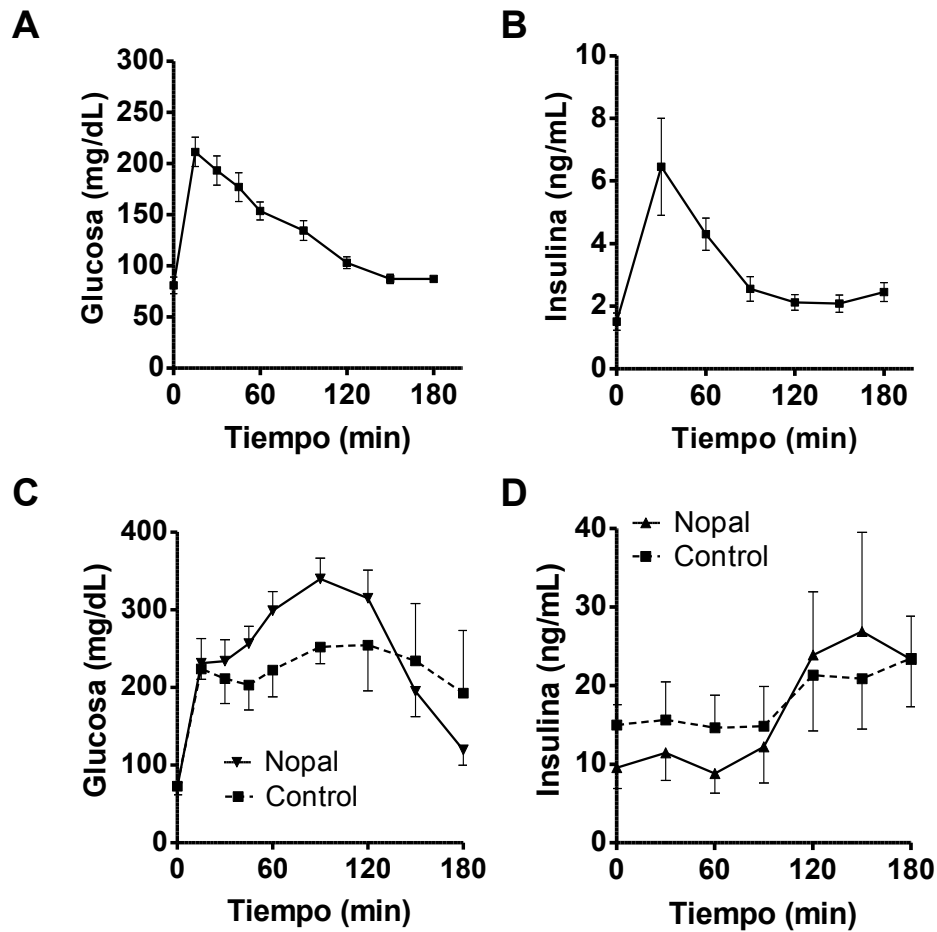 A
Glucosa (mg/dL)
300
250
200
150
100
50
0
0 60 120 180
Tiempo (min)
B
Insulina (ng/mL)
10
8
6
4
2
0
0 60 120 180
Tiempo (min)
C
Glucosa (mg/dL)
400
300
200
100
0
Nopal
Control
0 60 120 180
Tiempo (min)
D
Insulina (ng/mL)
40
30
20
10
0
Nopal
Control
0 60 120 180
Tiempo (min)